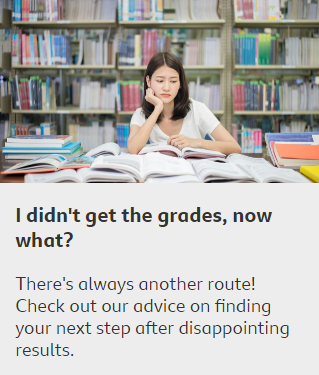 I didn't get the grades, now
what?
There's always another route!
Check out our advice on finding
your next step after disappointing
results.